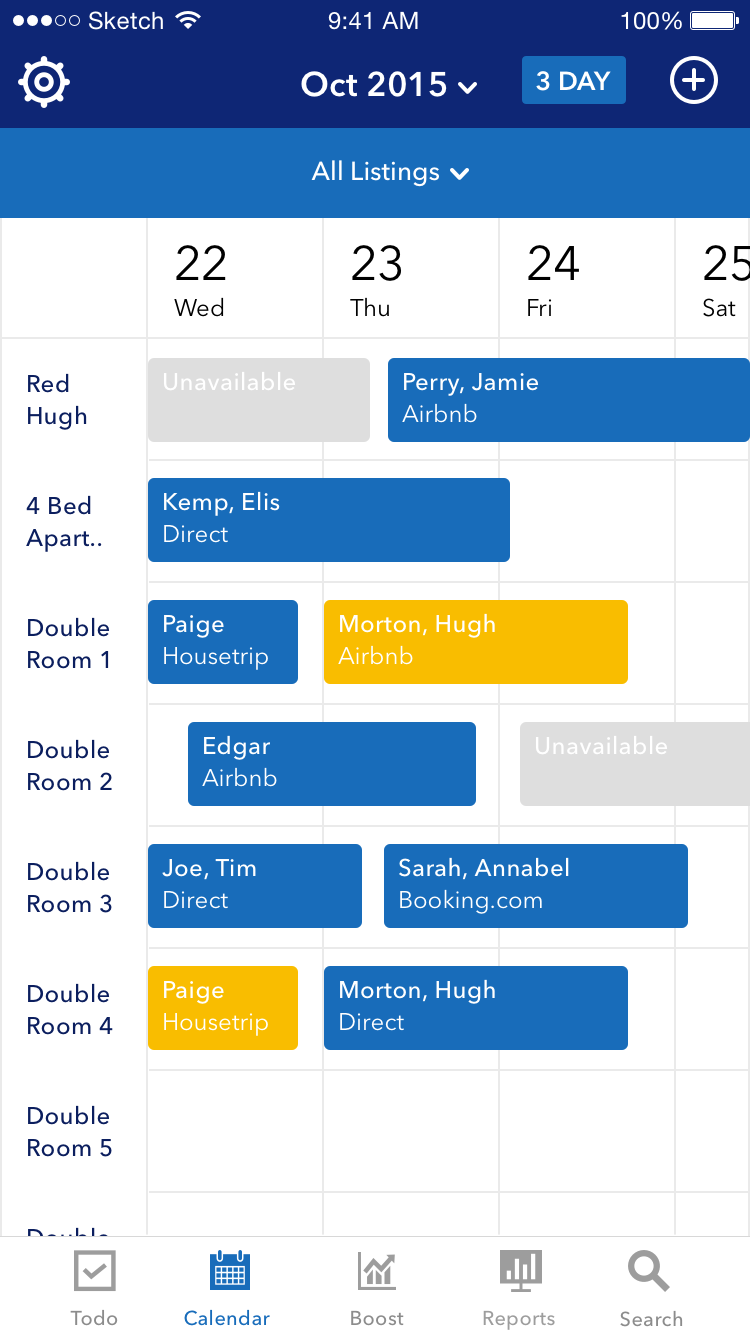 Sketch 9:41 AM 100%
Oct 2015 3 DAY
All Listings
22 23 24 25
Wed Thu Fri Sat
Red
Hugh
Unavailable
Perry, Jamie
Airbnb
4 Bed
Apart..
Kemp, Elis
Direct
Double
Room 1
Paige
Housetrip
Morton, Hugh
Airbnb
Double
Room 2
Edgar
Airbnb
Unavailable
Double
Room 3
Joe, Tim
Direct
Sarah, Annabel
Booking.com
Double
Room 4
Paige
Housetrip
Morton, Hugh
Direct
Double
Room 5
Double
Todo Calendar Boost Reports Search